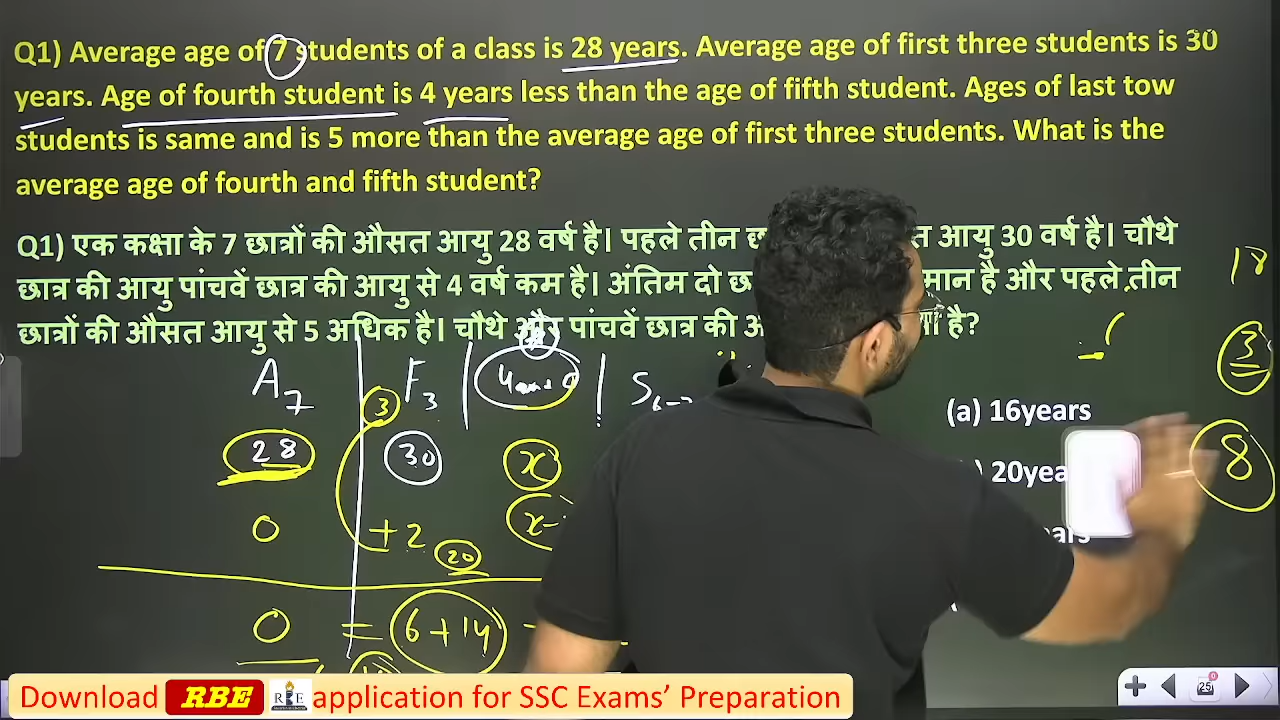 Q1) Average age of 7 students of a class is 28 years. Average age of first three students is 30
years. Age of fourth student is 4 years less than the age of fifth student. Ages of last tow
students is same and is 5 more than the average age of first three students. What is the
average age of fourth and fifth student?
Q1) एक कक्षा के 7 छात्रों की औसत आयु 28 वर्ष है। पहले तीन आयु 30 वर्ष है। चौथे
छात्र की आयु पांचवें छात्र की आयु से 4 वर्ष कम है। अंतिम दो है और पहले तीन
छात्रों की औसत आयु से 5 अधिक है। चौथे और पांचवें छात्र की है?
18
3
8
A7 F3
3
28 30 x
0 +2
20
0 = 6+14
(a) 16years
20yea
Download RBE RBE application for SSC Exams' Preparation
25